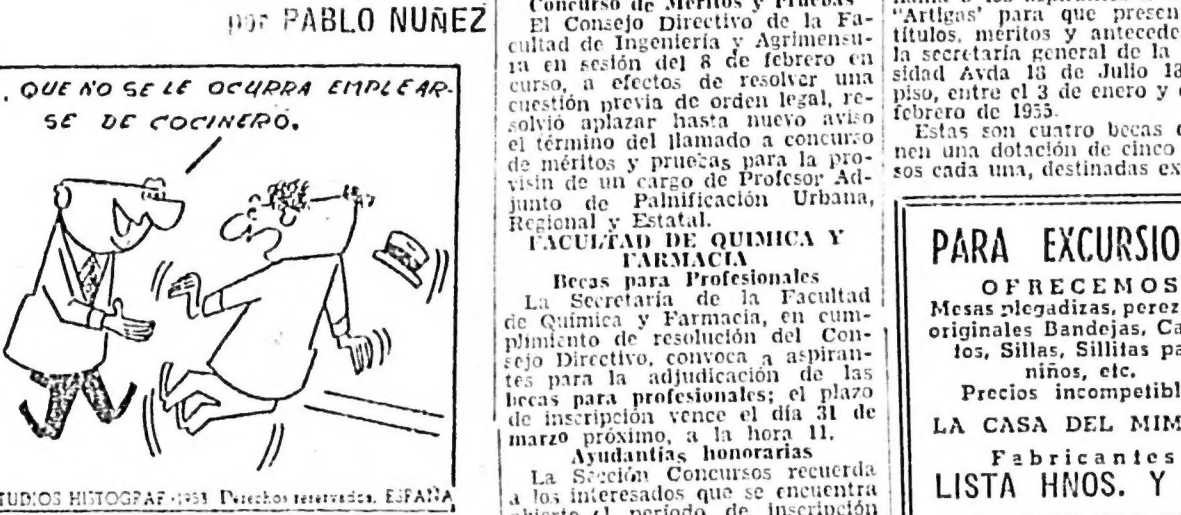 por PABLO NUÑEZ
. QUE NO SE LE OCURRA EMPLEAR-
SE DE COCINERO.
TUDIOS HISTOGRAF-1953 Derechos reservados. ESPAÑA
Concurso de Méritos y Pruebas
El Consejo Directivo de la Fa-
cultad de Ingeniería y Agrimensu-
ra en sesión del 8 de febrero en
curso, a efectos de resolver una
cuestión previa de orden legal, re-
solvió aplazar hasta nuevo aviso
el término del llamado a concurso
de méritos y pruebas para la pro-
visin de un cargo de Profesor Ad-
junto de Palnificación Urbana,
Regional y Estatal.
FACULTAD DE QUIMICA Y
FARMACIA
Becas para Profesionales
La Secretaría de la Facultad
de Química y Farmacia, en cum-
plimiento de resolución del Con-
sejo Directivo, convoca a aspiran-
tes para la adjudicación de las
becas para profesionales; el plazo
de inscripción vence el día 31 de
marzo próximo, a la hora 11.
Ayudantías honorarias
La Sección Concursos recuerda
a los interesados que se encuentra
abierto el período de inscripción
"Artigas' para que presen
títulos, méritos y antecede
la secretaría general de la
sidad Avda 18 de Julio 18
piso, entre el 3 de enero y
febrero de 1955.
Estas son cuatro becas
nen una dotación de cinco
sos cada una, destinadas ex
PARA EXCURSIO
OFRECEMOS
Mesas plegadizas, perez
originales Bandejas, Ca
tos, Sillas, Sillitas pa
niños, etc.
Precios incompetibl
LA CASA DEL MIM
Fabricantes
LISTA HNOS. Y